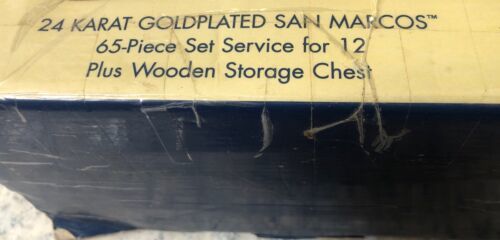 24 KARAT GOLDPLATED SAN MARCOS™
65-Piece Set Service for 12
Plus Wooden Storage Chest